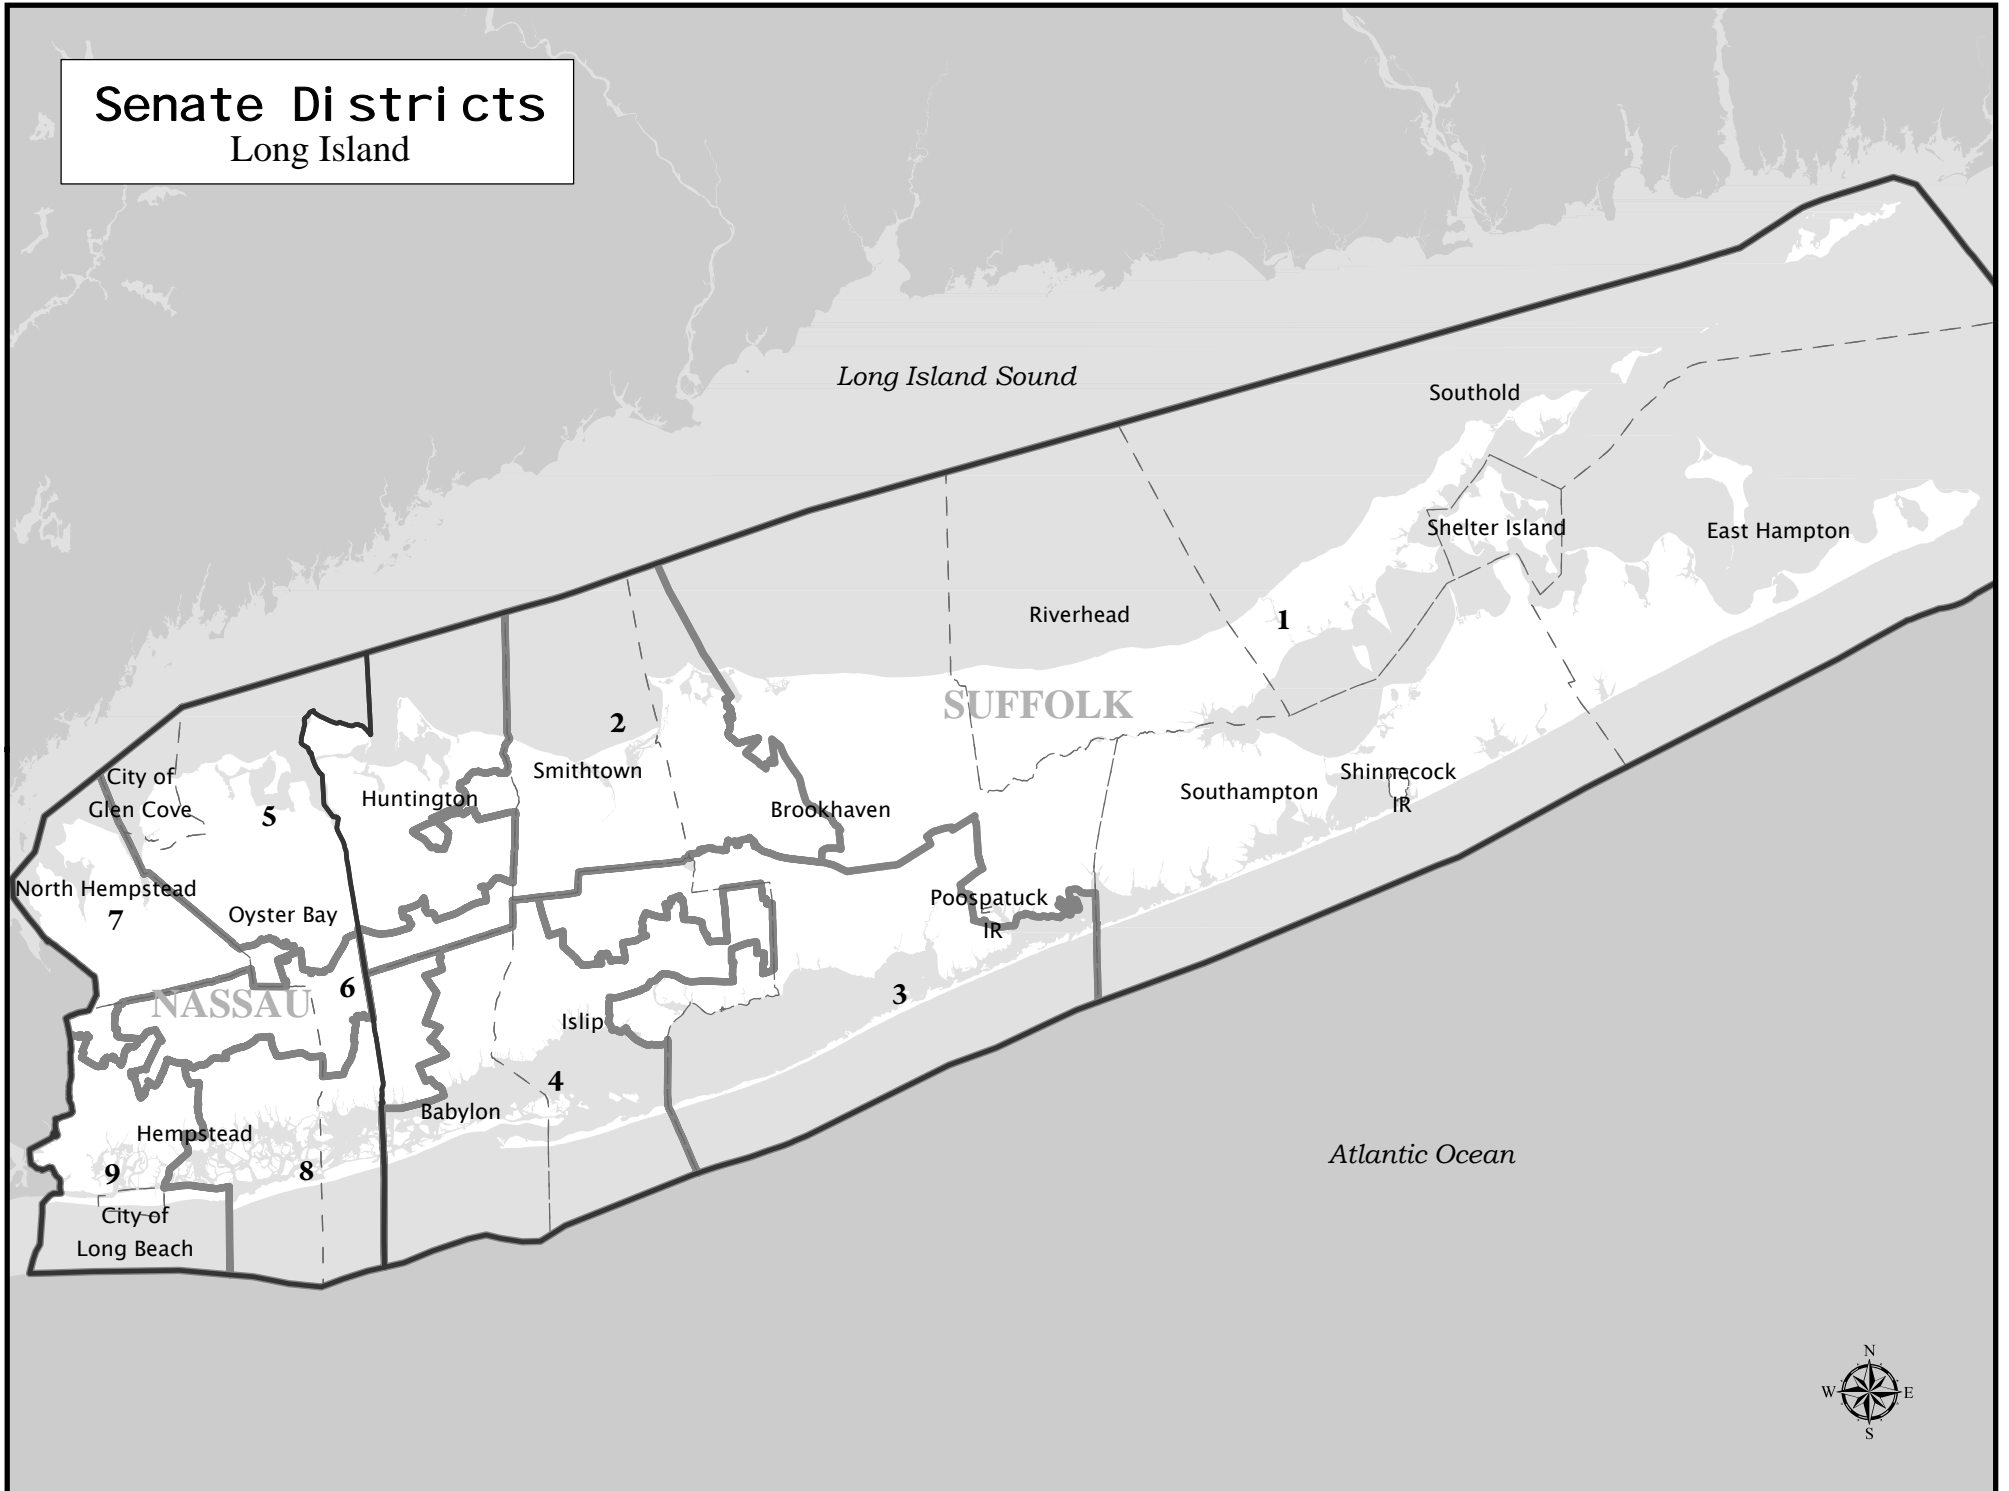 Senate Districts
Long Island
Long Island Sound
Southold
Shelter Island
East Hampton
Riverhead
1
SUFFOLK
2
Smithtown
City of
Glen Cove
5
Huntington
Brookhaven
Southampton
Shinnecock
IR
North Hempstead
7
Oyster Bay
Poospatuck
IR
6
NASSAU
3
Islip
4
Babylon
Hempstead
9
8
Atlantic Ocean
City of
Long Beach
N
W
E
S